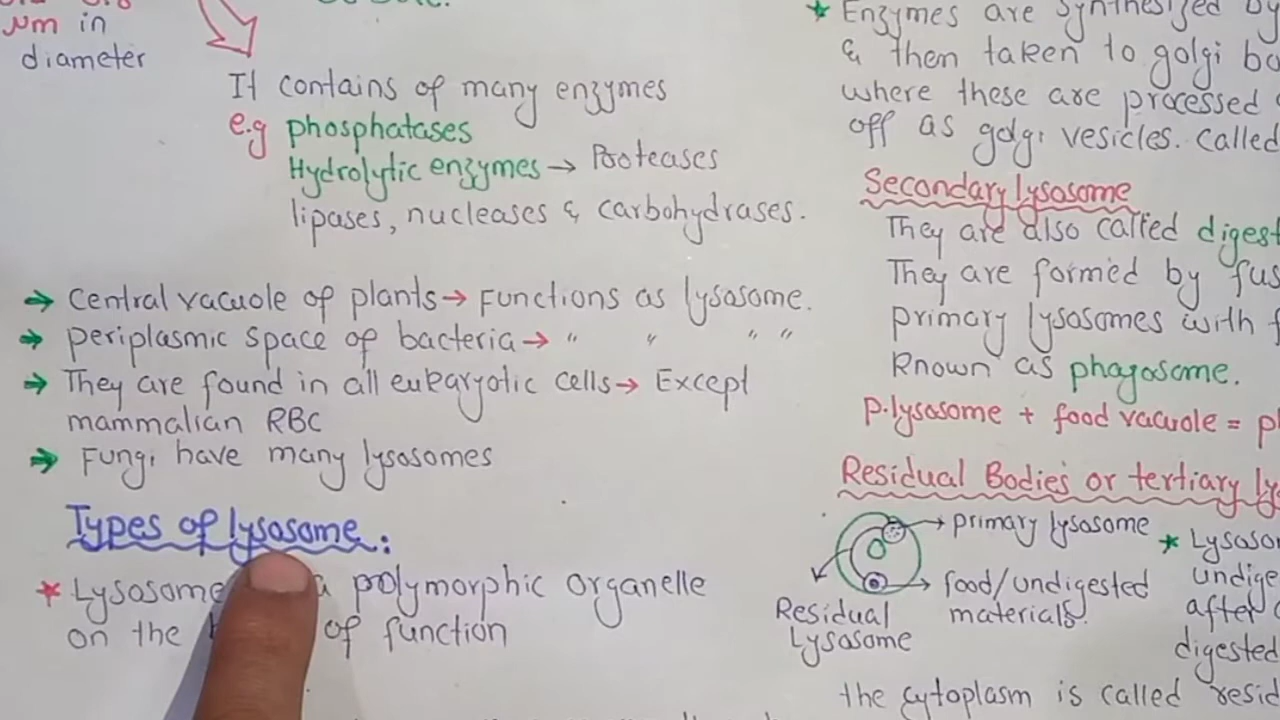 µm in
diameter
It contains of many enzymes
e.g phosphatases
Hydrolytic enzymes → Proteases
lipases, nucleases & carbohydrases.
→ Central vacuole of plants → Functions as lysosome.
→ periplasmic space of bacteria → " " " "
→ They are found in all eukaryotic cells → Except
mammalian RBC
→ Fungi have many lysosomes
Types of lysosome:
* Lysosome a polymorphic organelle
on the of function
* Enzymes are synthesized by
& then taken to golgi
where these are processed
off as golgi vesicles. called
Secondary lysosome
They are also called
They are formed by
primary lysosomes with
Known as phagosome.
P.lysosome + food vacuole =
Residual Bodies or tertiary
→ primary lysosome
→ food/undigested
materials.
Residual
Lysosome
*
after
digested
the cytoplasm is called